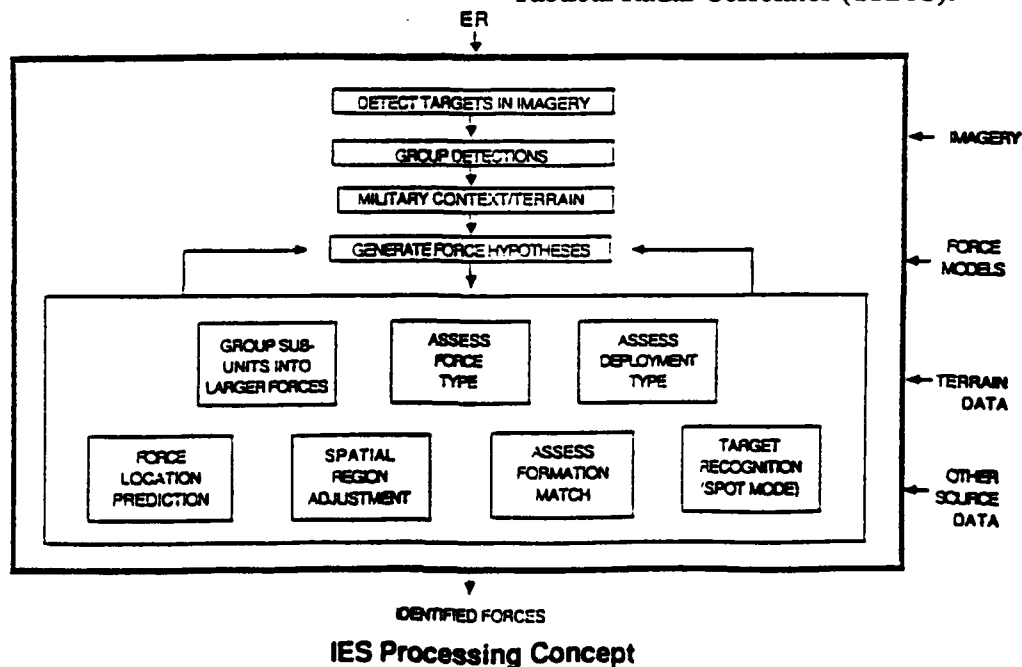 ER
DETECT TARGETS IN IMAGERY
GROUP DETECTIONS
MILITARY CONTEXT/TERRAIN
GENERATE FORCE HYPOTHESES
GROUP SUB-
UNITS INTO
LARGER FORCES
ASSESS
FORCE
TYPE
ASSESS
DEPLOYMENT
TYPE
FORCE
LOCATION
PREDICTION
SPATIAL
REGION
ADJUSTMENT
ASSESS
FORMATION
MATCH
TARGET
RECOGNITION
(SPOT MODE)
IMAGERY
FORCE
MODELS
TERRAIN
DATA
OTHER
SOURCE
DATA
IDENTIFIED FORCES
IES Processing Concept